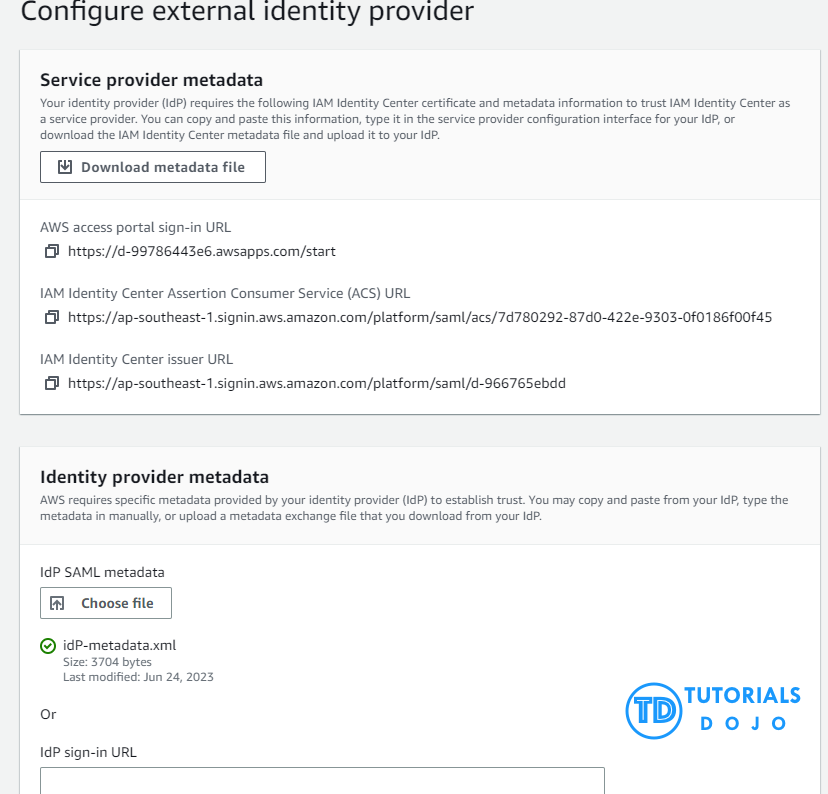 Configure external identity provider
Service provider metadata
Your identity provider (IdP) requires the following IAM Identity Center certificate and metadata information to trust IAM Identity Center as
a service provider. You can copy and paste this information, type it in the service provider configuration interface for your IdP, or
download the IAM Identity Center metadata file and upload it to your IdP.
Download metadata file
AWS access portal sign-in URL
https://d-99786443e6.awsapps.com/start
IAM Identity Center Assertion Consumer Service (ACS) URL
https://ap-southeast-1.signin.aws.amazon.com/platform/saml/acs/7d780292-87d0-422e-9303-0f0186f00f45
IAM Identity Center issuer URL
https://ap-southeast-1.signin.aws.amazon.com/platform/saml/d-966765ebdd
Identity provider metadata
AWS requires specific metadata provided by your identity provider (IdP) to establish trust. You may copy and paste from your IdP, type the
metadata in manually, or upload a metadata exchange file that you download from your IdP.
IdP SAML metadata
Choose file
idP-metadata.xml
Size: 3704 bytes
Last modified: Jun 24, 2023
TD TUTORIALS
DOJO
Or
IdP sign-in URL